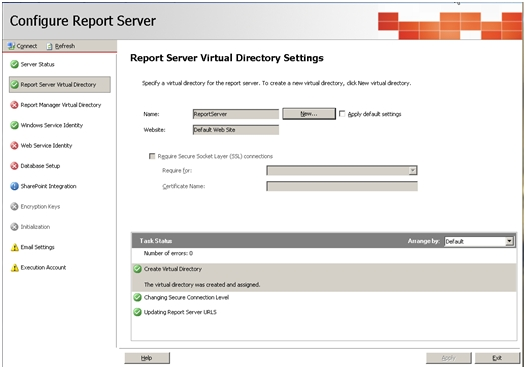 Configure Report Server
Connect Refresh
Server Status
Report Server Virtual Directory
Report Manager Virtual Directory
Windows Service Identity
Web Service Identity
Database Setup
SharePoint Integration
Encryption Keys
Initialization
Email Settings
Execution Account
Report Server Virtual Directory Settings
Specify a virtual directory for the report server. To create a new virtual directory, click New virtual directory.
Name: ReportServer New... Apply default settings
Website: Default Web Site
Require Secure Socket Layer (SSL) connections
Require for:
Certificate Name:
Task Status Arrange by: Default
Number of errors: 0
Create Virtual Directory
The virtual directory was created and assigned.
Changing Secure Connection Level
Updating Report Server URLS
Help Apply Exit